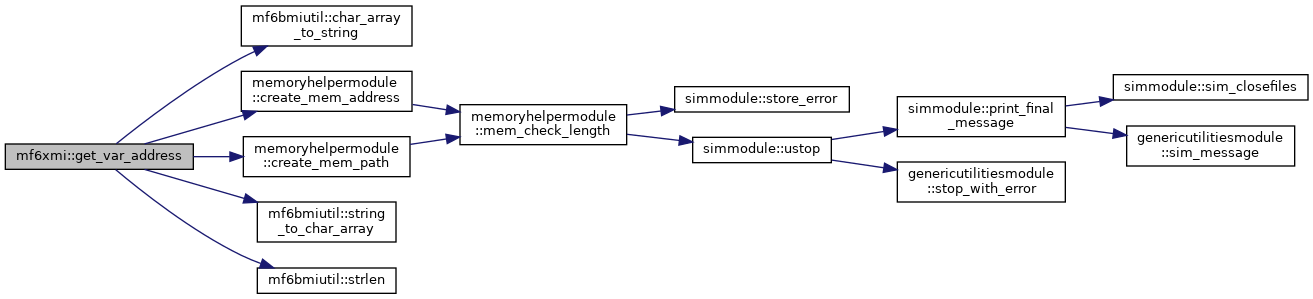 mf6xmi::get_var_address
mf6bmiutil::char_array
_to_string
memoryhelpermodule
::create_mem_address
memoryhelpermodule
::create_mem_path
mf6bmiutil::string
_to_char_array
mf6bmiutil::strlen
memoryhelpermodule
::mem_check_length
simmodule::store_error
simmodule::ustop
simmodule::print_final
_message
genericutilitiesmodule
::stop_with_error
simmodule::sim_closefiles
genericutilitiesmodule
::sim_message